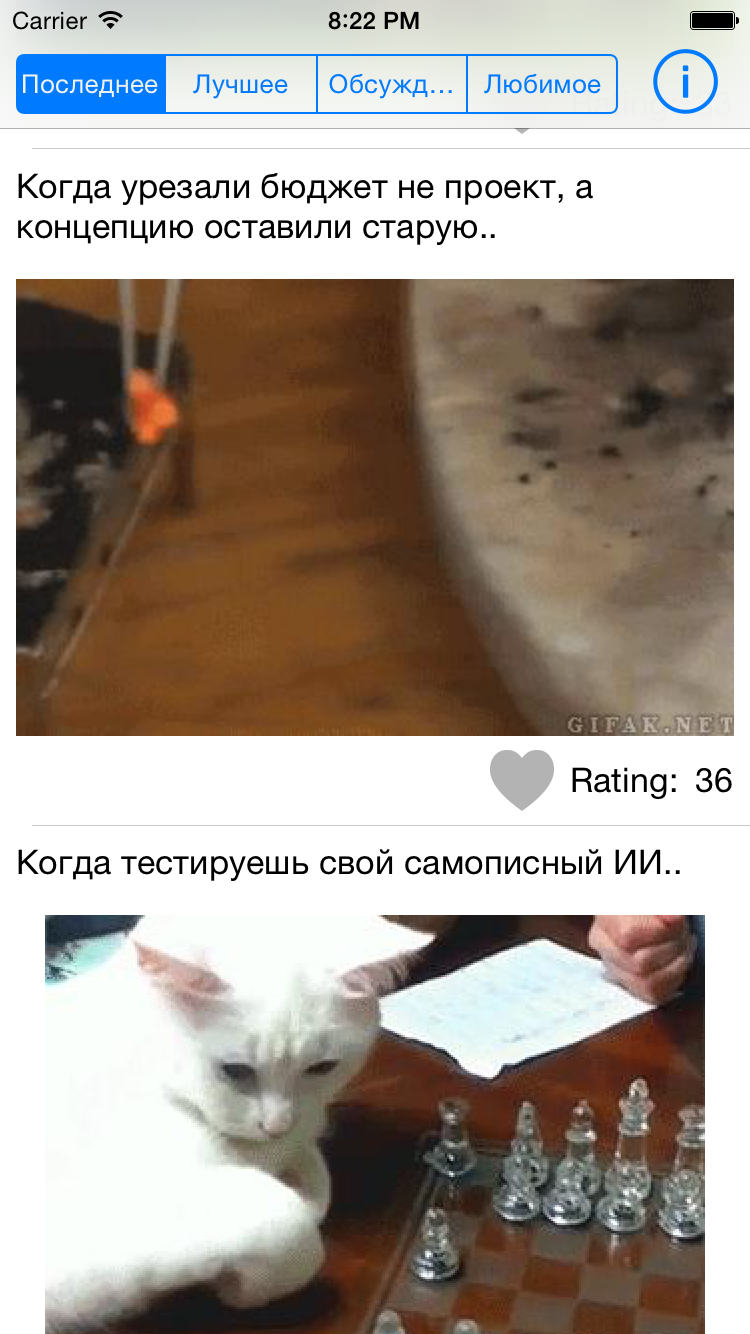 Carrier 8:22 PM
Последнее Лучшее Обсужд... Любимое
Когда урезали бюджет не проект, а
концепцию оставили старую..
GIFAK.NET
Rating: 36
Когда тестируешь свой самописный ИИ..